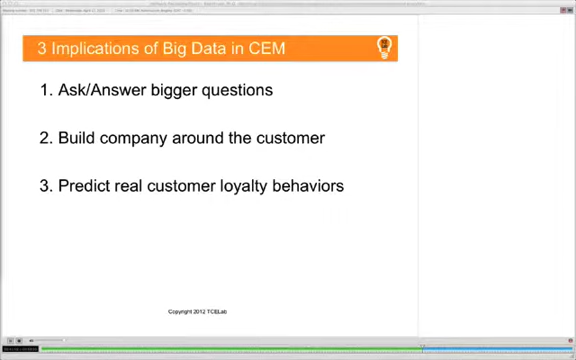 3 Implications of Big Data in CEM
1. Ask/Answer bigger questions
2. Build company around the customer
3. Predict real customer loyalty behaviors
Copyright 2012 TCELab